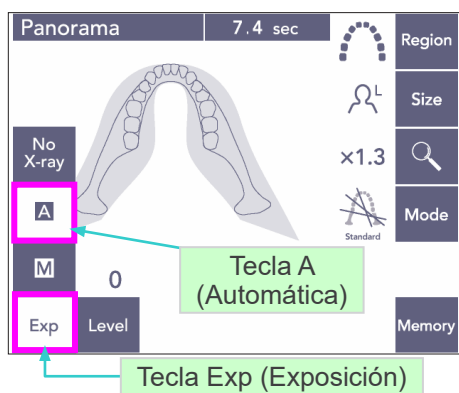 Panorama
7.4 sec
Region
L
Size
No
X-ray
×1.3
A
Mode
Standard
M
0
Tecla A
(Automática)
Exp
Level
Memory
Tecla Exp (Exposición)